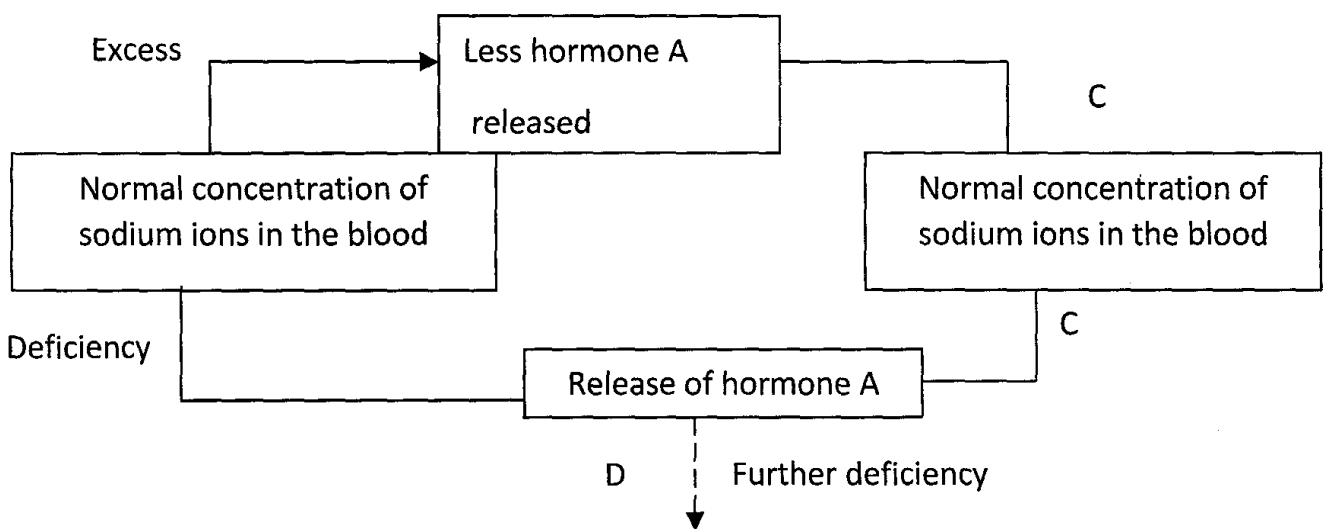 Excess
Less hormone A
released
C
Normal concentration of
sodium ions in the blood
Normal concentration of
sodium ions in the blood
C
Deficiency
Release of hormone A
D
Further deficiency